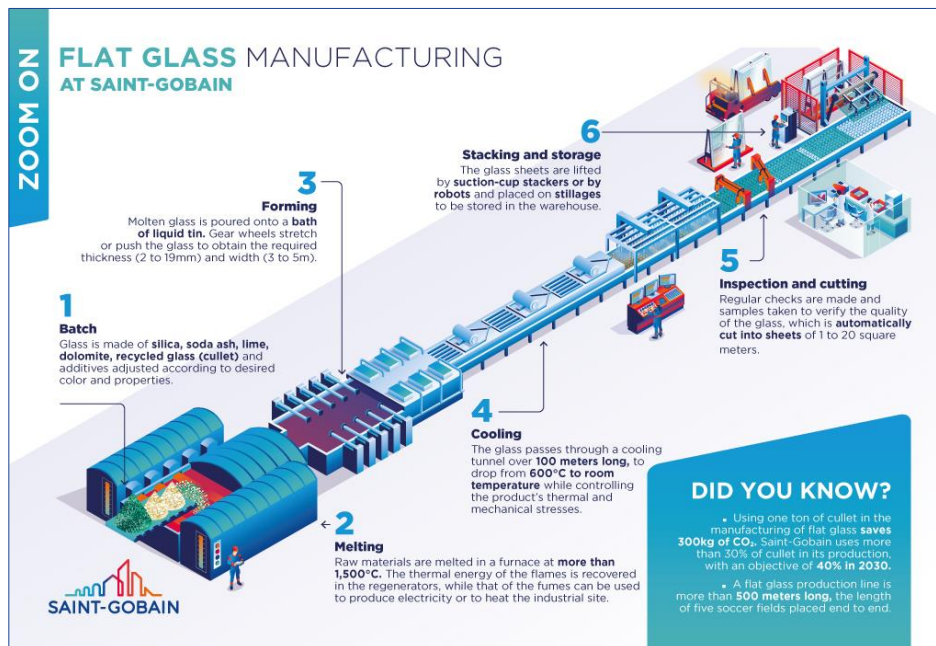 ZOOM ON
FLAT GLASS MANUFACTURING
AT SAINT-GOBAIN
1
Batch
Glass is made of silica, soda ash, lime,
dolomite, recycled glass (cullet) and
additives adjusted according to desired
color and properties.
2
Melting
Raw materials are melted in a furnace at more than
1,500°C. The thermal energy of the flames is recovered
in the regenerators, while that of the fumes can be used
to produce electricity or to heat the industrial site.
3
Forming
Molten glass is poured onto a bath
of liquid tin. Gear wheels stretch
or push the glass to obtain the required
thickness (2 to 19mm) and width (3 to 5m).
4
Cooling
The glass passes through a cooling
tunnel over 100 meters long, to
drop from 600°C to room
temperature while controlling
the product's thermal and
mechanical stresses.
5
Inspection and cutting
Regular checks are made and
samples taken to verify the quality
of the glass, which is automatically
cut into sheets of 1 to 20 square
meters.
6
Stacking and storage
The glass sheets are lifted
by suction-cup stackers or by
robots and placed on stillages
to be stored in the warehouse.
DID YOU KNOW?
• Using one ton of cullet in the
manufacturing of flat glass saves
300kg of CO₂. Saint-Gobain uses more
than 30% of cullet in its production,
with an objective of 40% in 2030.
• A flat glass production line is
more than 500 meters long, the length
of five soccer fields placed end to end.
SAINT-GOBAIN